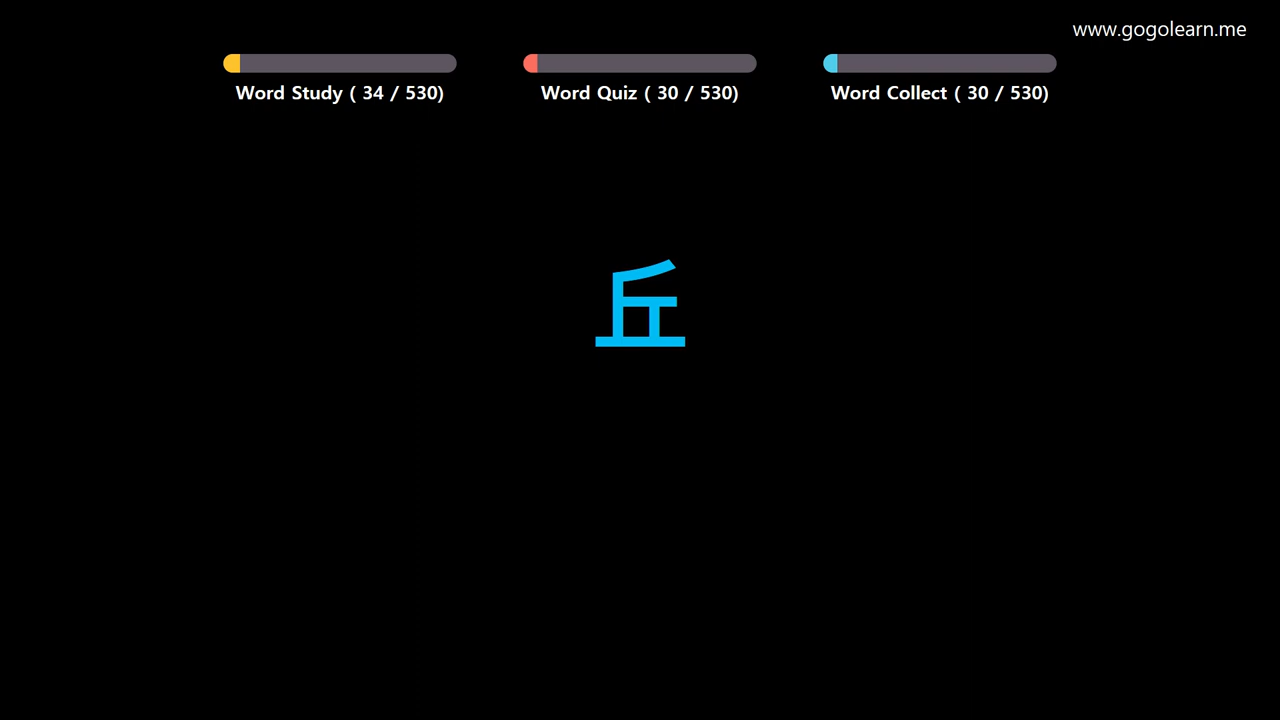 www.gogolearn.me
Word Study ( 34 / 530)
Word Quiz ( 30 / 530)
Word Collect ( 30 / 530)
丘